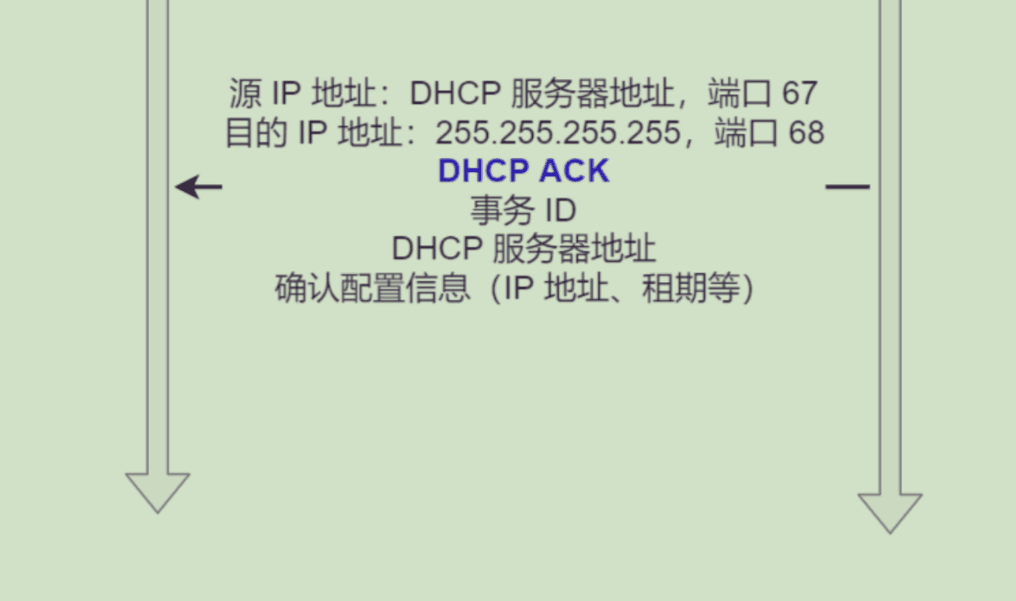 源 IP 地址：DHCP 服务器地址，端口 67
目的 IP 地址：255.255.255.255，端口 68
DHCP ACK
事务 ID
DHCP 服务器地址
确认配置信息（IP 地址、租期等）